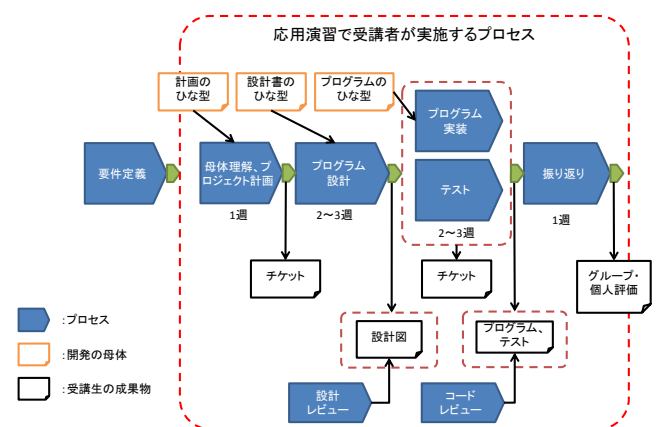 応用演習で受講者が実施するプロセス
計画の
ひな型
設計書の
ひな型
プログラムの
ひな型
要件定義
母体理解、プ
ロジェクト計画
1週
プログラム
設計
2～3週
プログラム
実装
テスト
2～3週
振り返り
1週
チケット
チケット
グループ・
個人評価
設計図
プログラム、
テスト
設計
レビュー
コード
レビュー
:プロセス
:開発の母体
:受講生の成果物